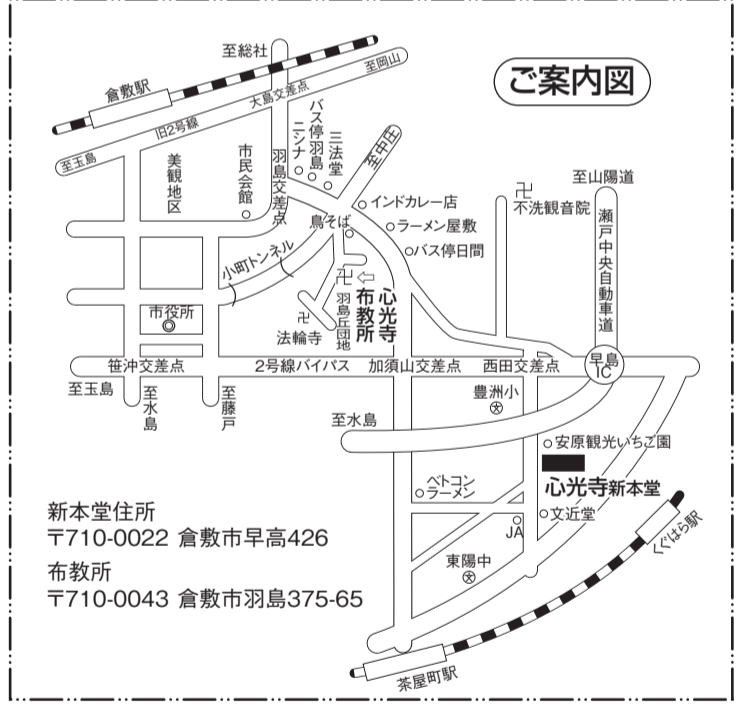 ご案内図
至総社
至岡山
倉敷駅
大島交差点
旧2号線
至玉島
美観地区
市民会館
羽島交差点
ニシナ
バス停羽島
三法堂
至中庄
インドカレー店
ラーメン屋敷
バス停日間
鳥そば
卍
不洗観音院
至山陽道
瀬戸中央自動車道
小町トンネル
卍⇦
心光寺
布教所
羽島丘団地
卍
法輪寺
市役所
笹沖交差点
2号線バイパス
加須山交差点
西田交差点
早島
IC
至玉島
至水島
至藤戸
豊洲小
至水島
安原観光いちご園
心光寺新本堂
ベトコン
ラーメン
文近堂
JA
東陽中
くぐはら駅
茶屋町駅
新本堂住所
〒710-0022 倉敷市早高426
布教所
〒710-0043 倉敷市羽島375-65